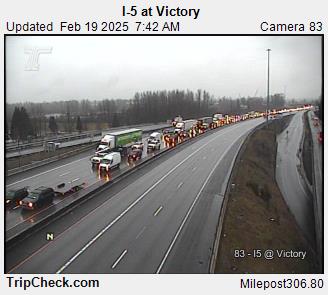 I-5 at Victory
Updated Feb 19 2025 7:42 AM Camera 83
N
83 - I5 @ Victory
TripCheck.com Milepost306.80